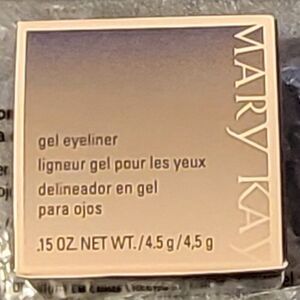 MARY KAY
gel eyeliner
ligneur gel pour les yeux
delineador en gel
para ojos
.15 OZ. NET WT. / 4.5 g / 4,5 g